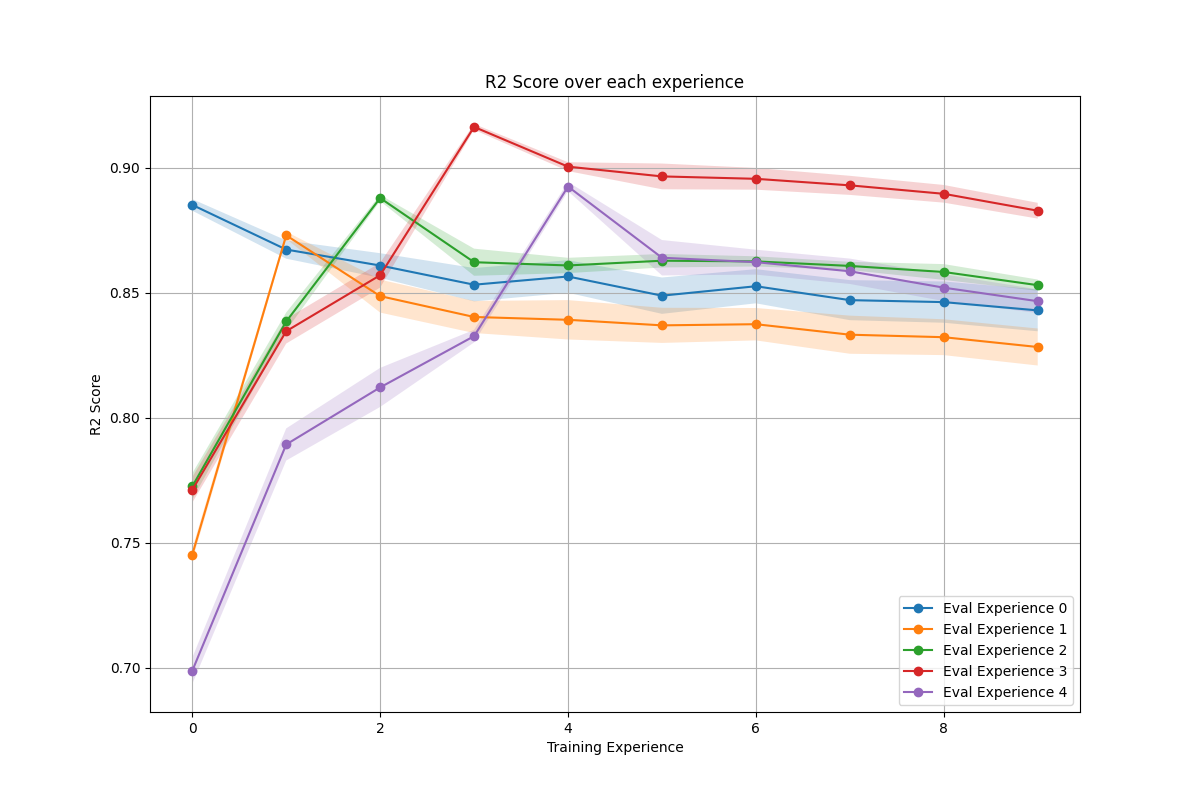 R2 Score over each experience
R2 Score
0.90
0.85
0.80
0.75
0.70
0 2 4 6 8
Training Experience
Eval Experience 0
Eval Experience 1
Eval Experience 2
Eval Experience 3
Eval Experience 4